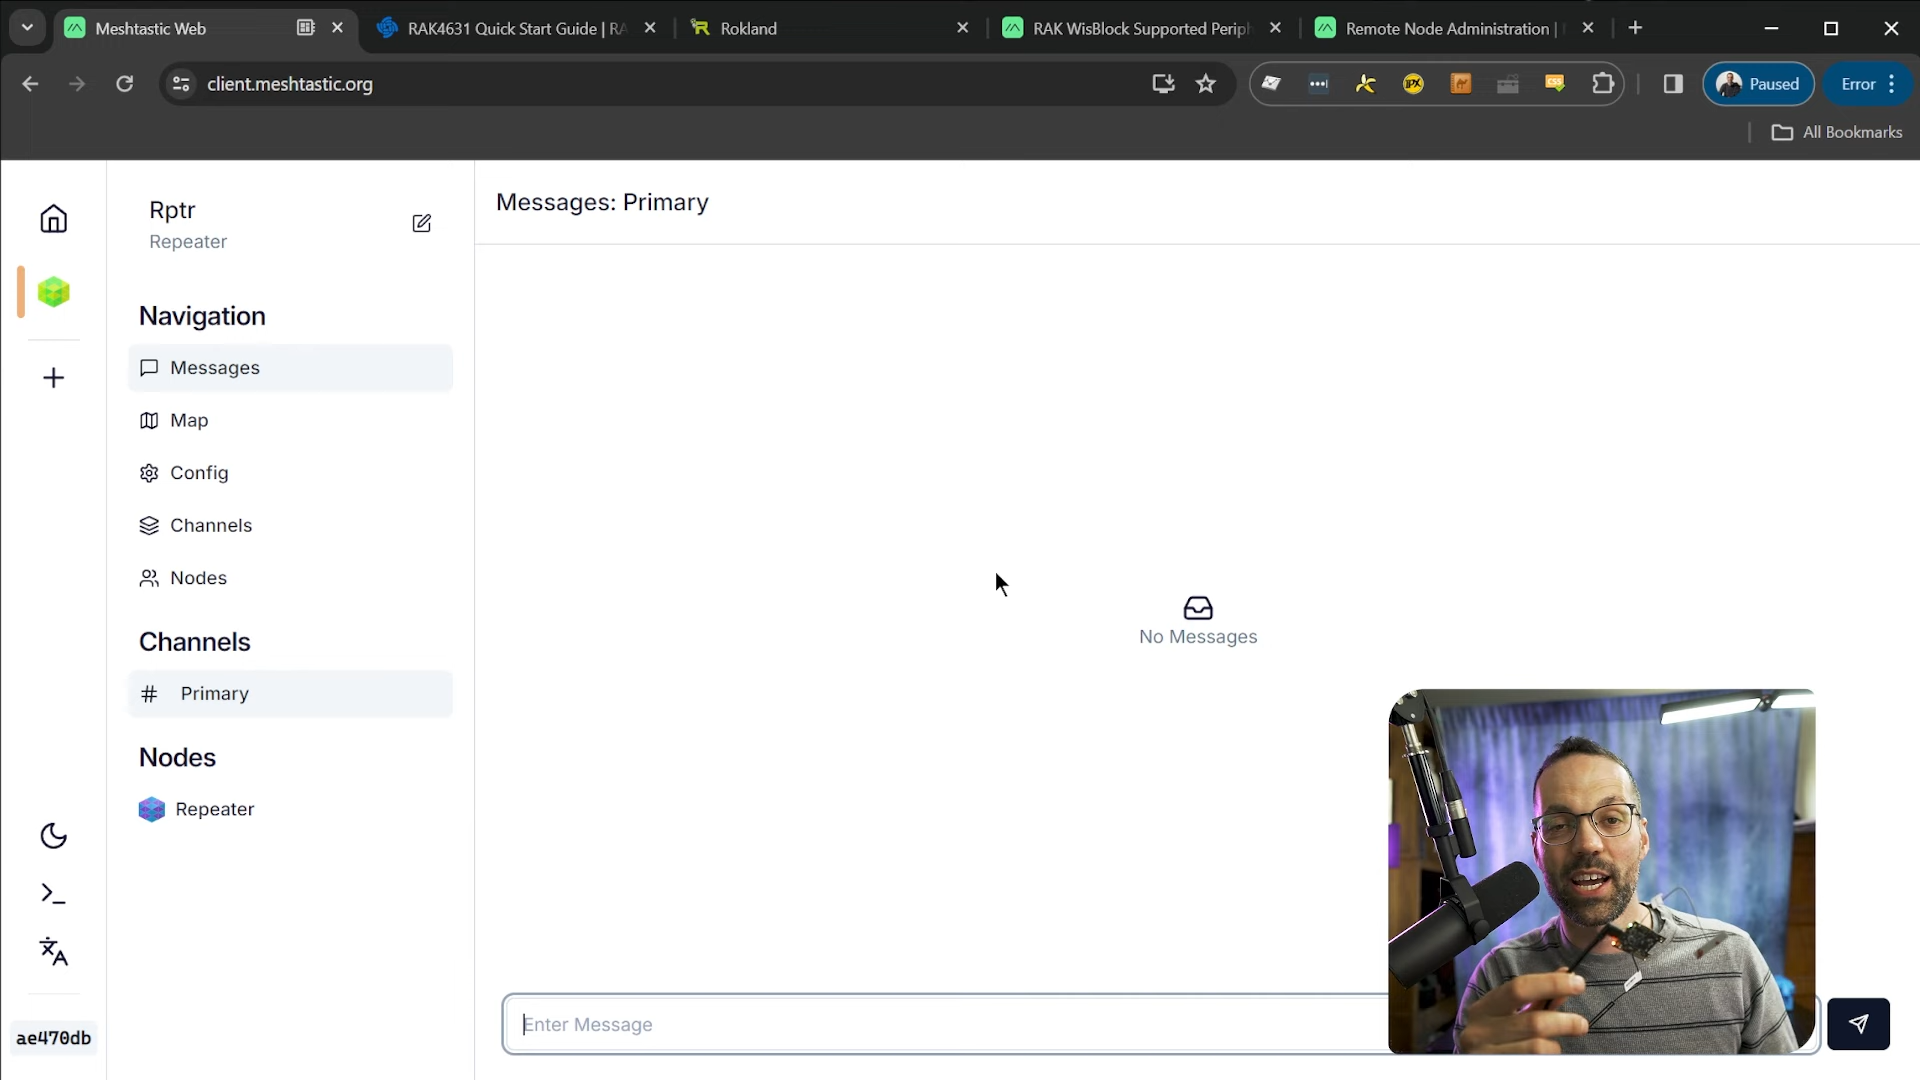 Meshtastic Web
RAK4631 Quick Start Guide | RA
Rokland
RAK WisBlock Supported Periph
Remote Node Administration |
client.meshtastic.org
CSS
Paused
Error
All Bookmarks
Rptr
Repeater
Messages: Primary
Navigation
Messages
Map
Config
Channels
Nodes
Channels
# Primary
Nodes
Repeater
No Messages
Enter Message
ae470db